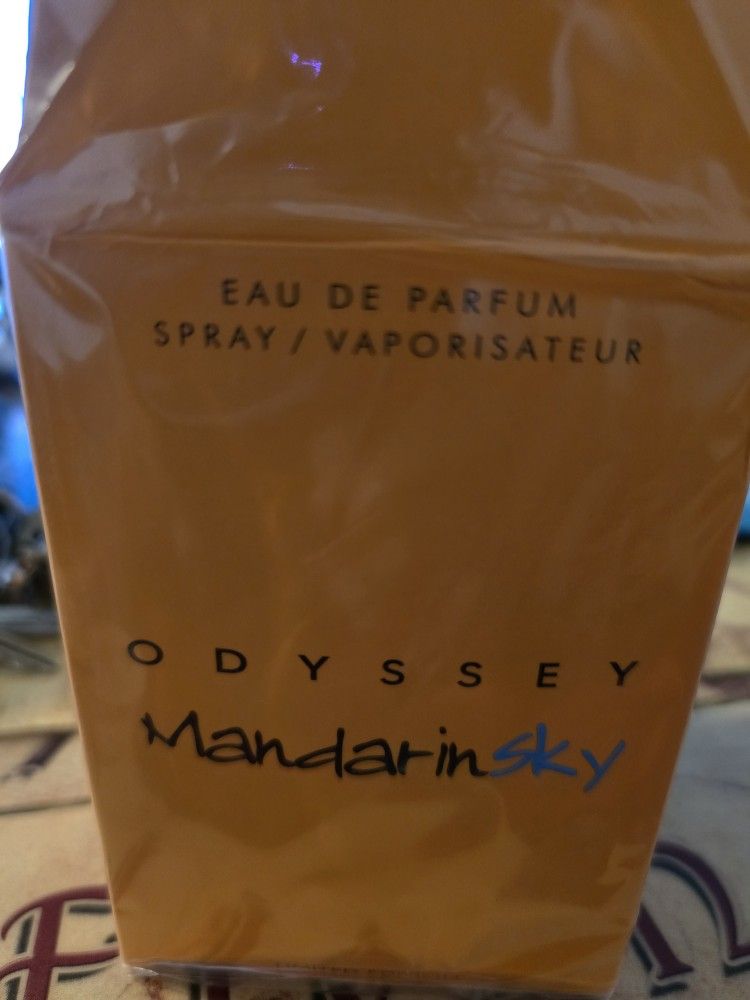 EAU DE PARFUM
SPRAY / VAPORISATEUR
ODYSSEY
Mandarinsky